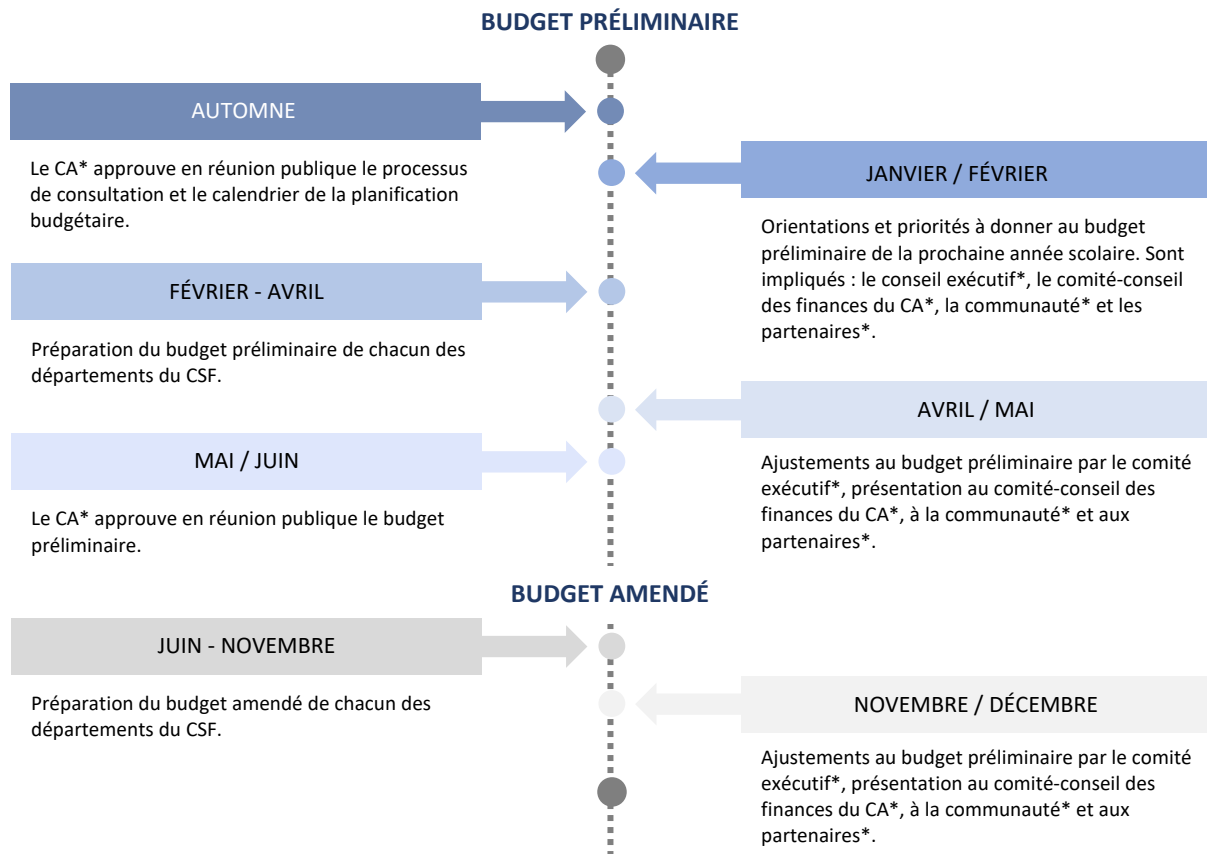 BUDGET PRÉLIMINAIRE
AUTOMNE
Le CA* approuve en réunion publique le processus
de consultation et le calendrier de la planification
budgétaire.
JANVIER / FÉVRIER
Orientations et priorités à donner au budget
préliminaire de la prochaine année scolaire. Sont
impliqués : le conseil exécutif*, le comité-conseil
des finances du CA*, la communauté* et les
partenaires*.
FÉVRIER - AVRIL
Préparation du budget préliminaire de chacun des
départements du CSF.
AVRIL / MAI
Ajustements au budget préliminaire par le comité
exécutif*, présentation au comité-conseil des
finances du CA*, à la communauté* et aux
partenaires*.
MAI / JUIN
Le CA* approuve en réunion publique le budget
préliminaire.
BUDGET AMENDÉ
JUIN - NOVEMBRE
Préparation du budget amendé de chacun des
départements du CSF.
NOVEMBRE / DÉCEMBRE
Ajustements au budget préliminaire par le comité
exécutif*, présentation au comité-conseil des
finances du CA*, à la communauté* et aux
partenaires*.